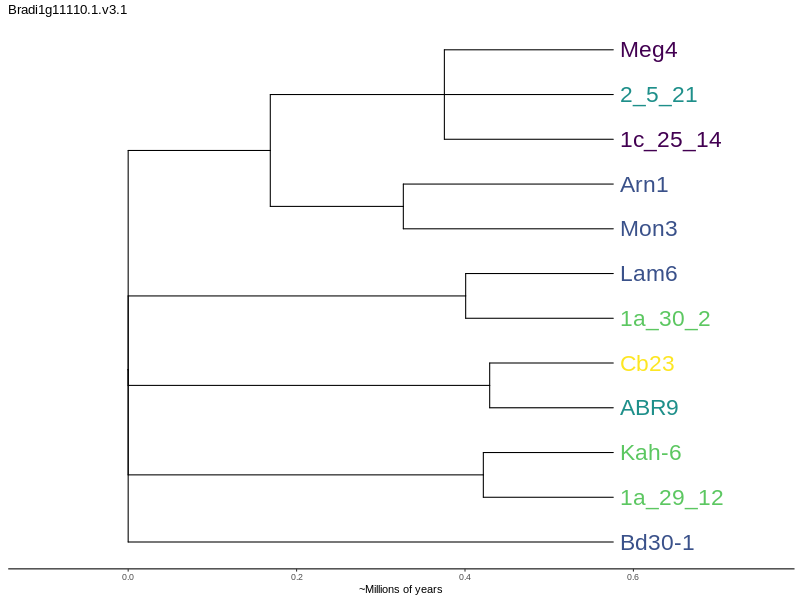 Bradi1g11110.1.v3.1
Meg4
2_5_21
1c_25_14
Arn1
Mon3
Lam6
1a_30_2
Cb23
ABR9
Kah-6
1a_29_12
Bd30-1
0.0 0.2 0.4 0.6
~Millions of years